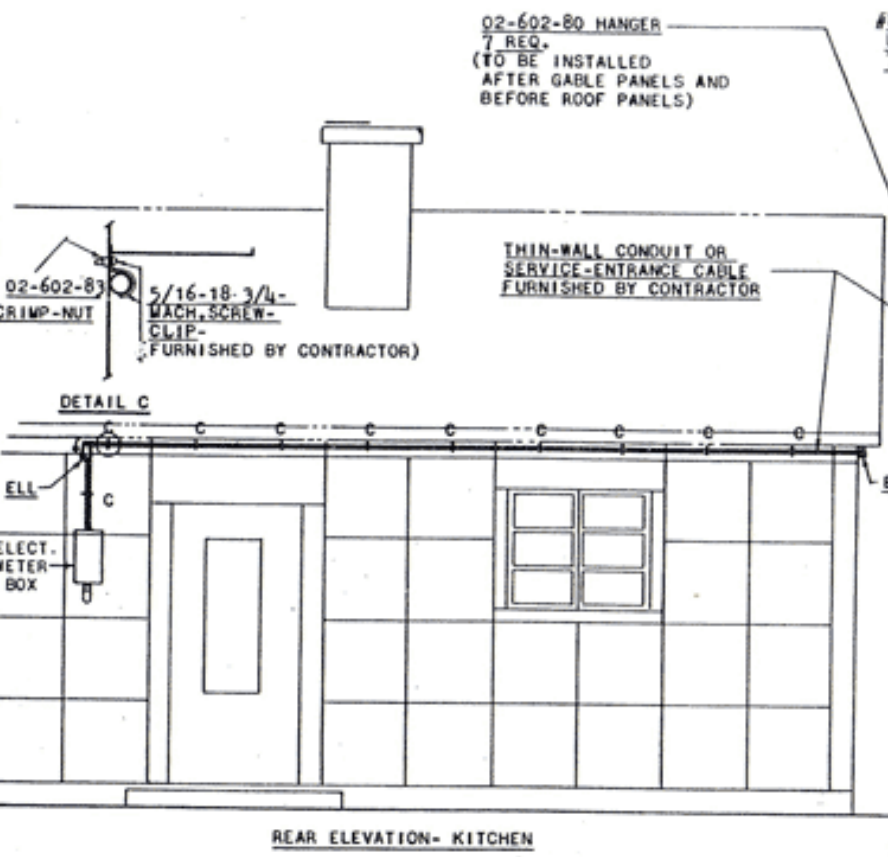 02-602-80 HANGER
7 REQ.
(TO BE INSTALLED
AFTER GABLE PANELS AND
BEFORE ROOF PANELS)
THIN-WALL CONDUIT OR
SERVICE-ENTRANCE CABLE
FURNISHED BY CONTRACTOR
02-602-83
CRIMP-NUT
5/16-18-3/4-
MACH.SCREW-
CLIP-
FURNISHED BY CONTRACTOR)
DETAIL C
C C C C C C C C C
ELL
C
ELECT.
METER
BOX
REAR ELEVATION- KITCHEN